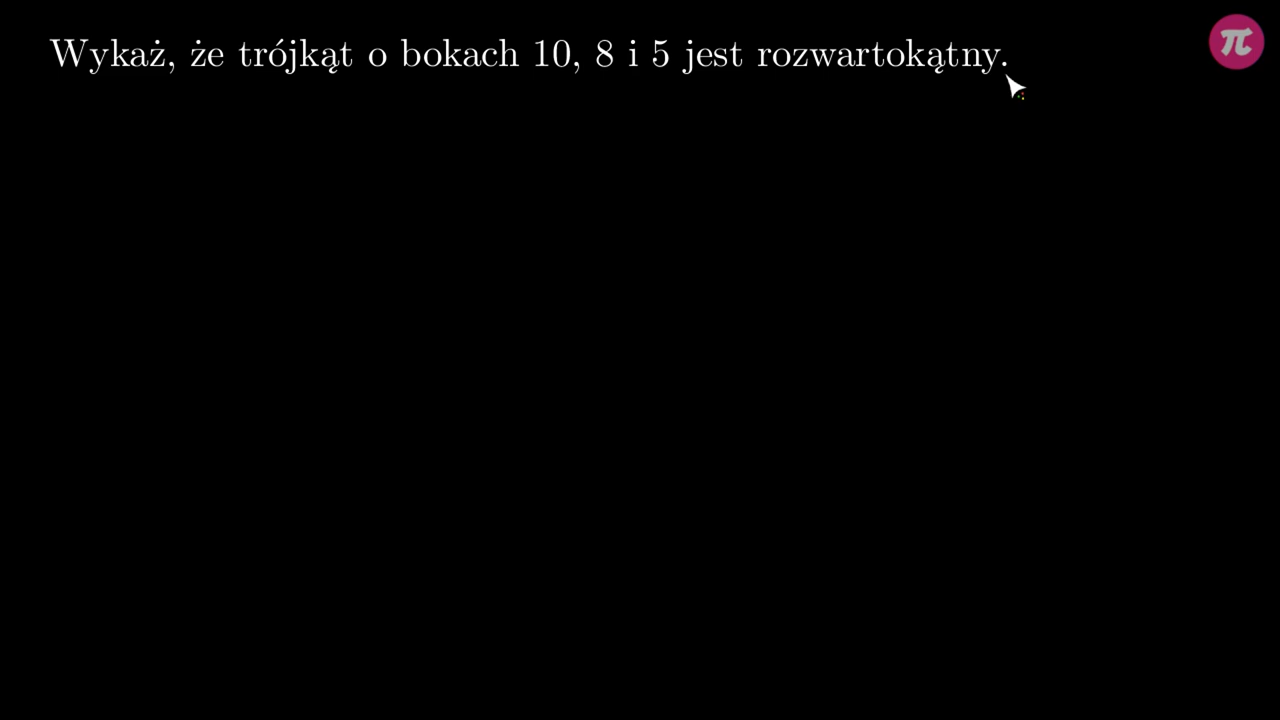 Wykaż, że trójkąt o bokach 10, 8 i 5 jest rozwartokątny.
π